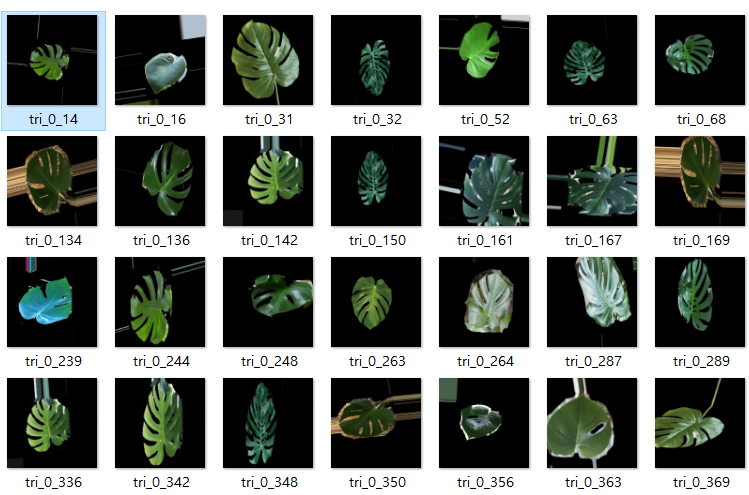 tri_0_14 tri_0_16 tri_0_31 tri_0_32 tri_0_52 tri_0_63 tri_0_68
tri_0_134 tri_0_136 tri_0_142 tri_0_150 tri_0_161 tri_0_167 tri_0_169
tri_0_239 tri_0_244 tri_0_248 tri_0_263 tri_0_264 tri_0_287 tri_0_289
tri_0_336 tri_0_342 tri_0_348 tri_0_350 tri_0_356 tri_0_363 tri_0_369